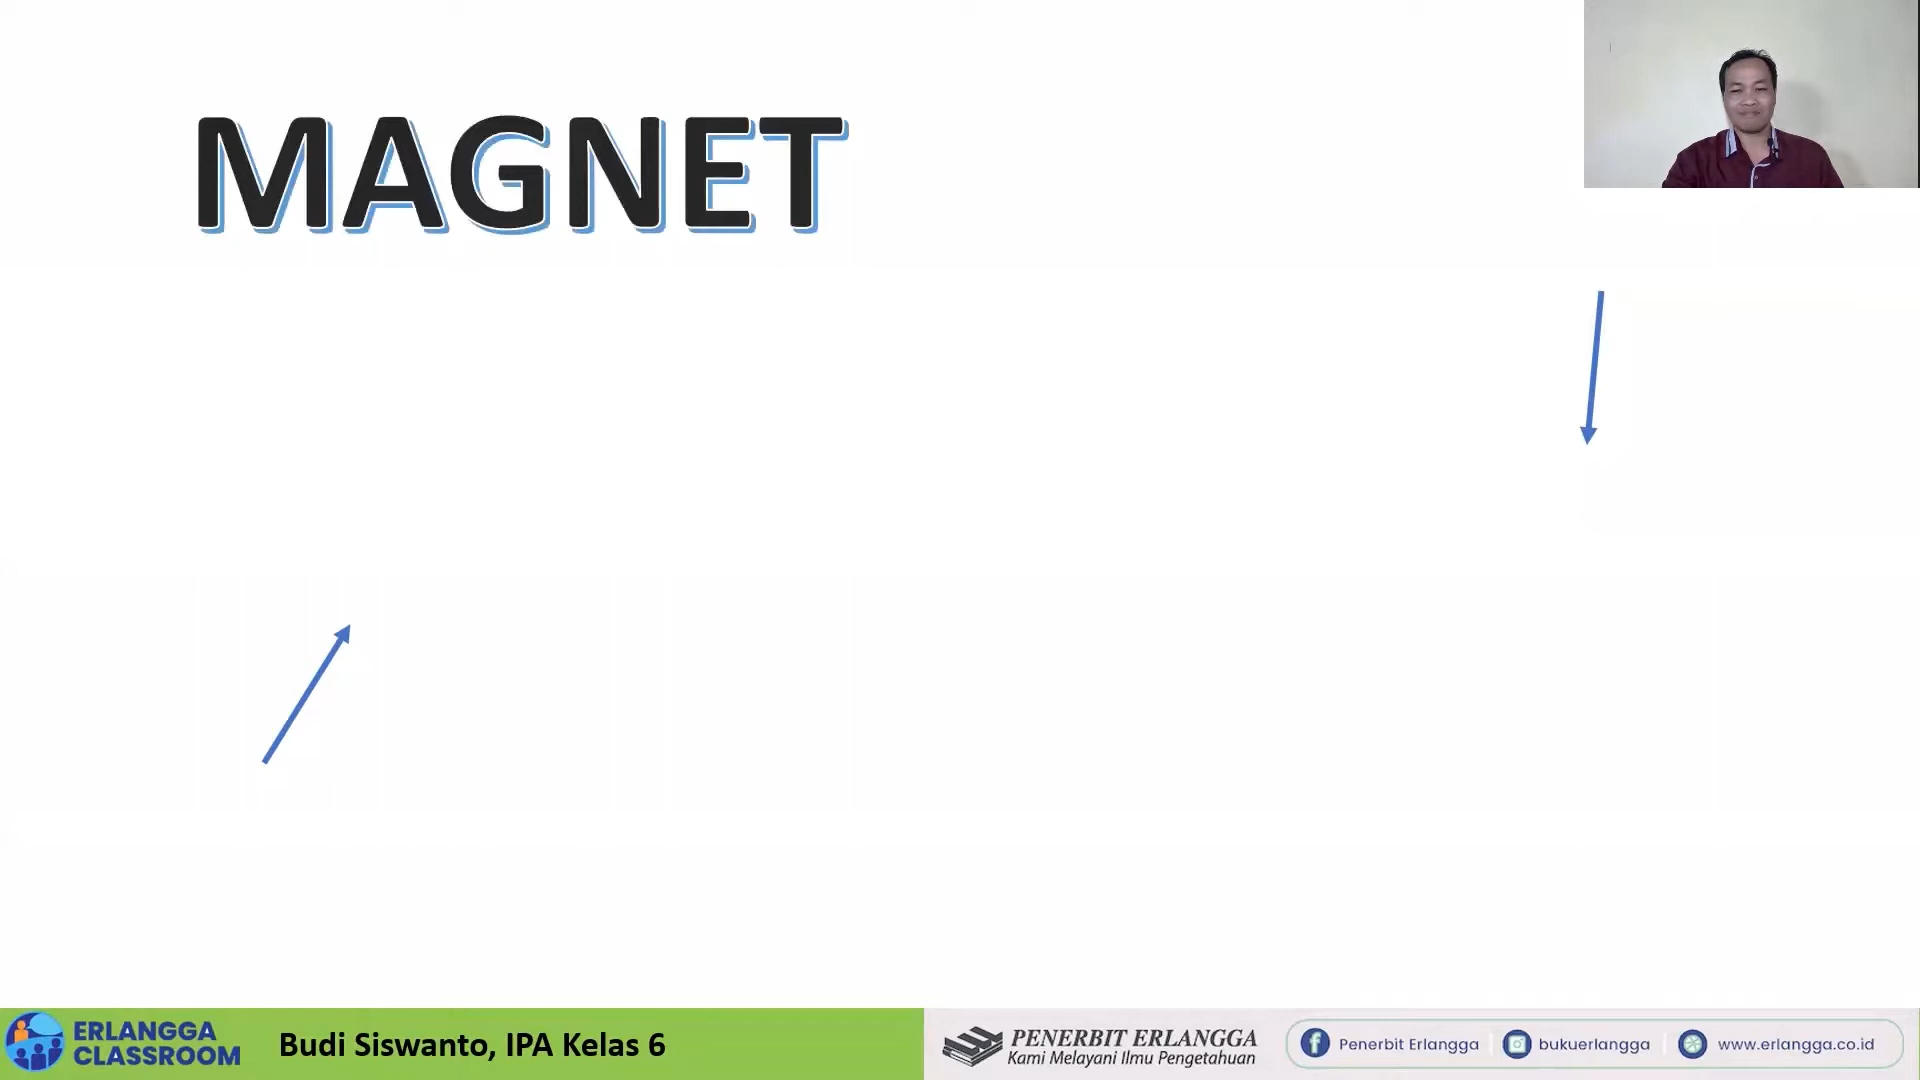 MAGNET
ERLANGGA
CLASSROOM
Budi Siswanto, IPA Kelas 6
PENERBIT ERLANGGA
Kami Melayani Ilmu Pengetahuan
Penerbit Erlangga
bukuerlangga
www.erlangga.co.id